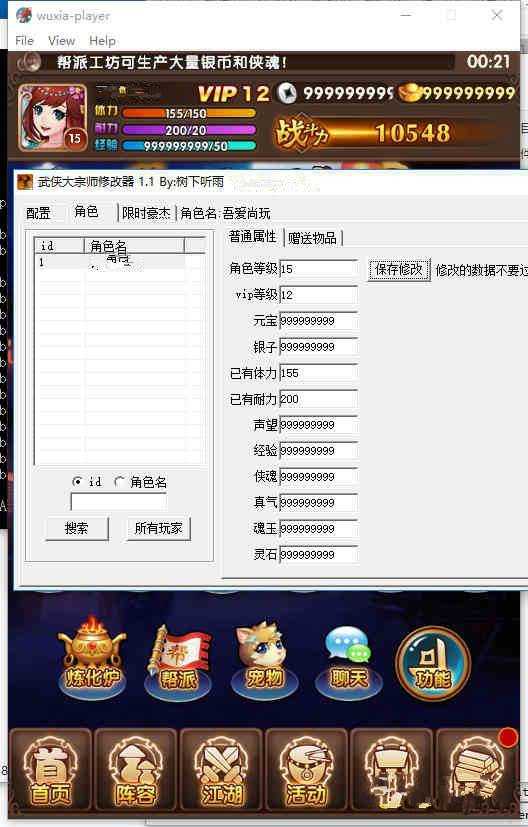 wuxia-player
File View Help
帮派工坊可生产大量银币和侠魂! 00:21
VIP 12 999999999 999999999
体力 155/150
耐力 200/20
经验 999999999/50
战斗力 10548
15
武侠大宗师修改器 1.1 By:树下听雨
配置 角色 限时豪杰 角色名:吾爱尚玩
id 角色名
1
id 角色名
搜索 所有玩家
普通属性 赠送物品
角色等级 15 保存修改 修改的数据不要过
vip等级 12
元宝 999999999
银子 999999999
已有体力 155
已有耐力 200
声望 999999999
经验 999999999
侠魂 999999999
真气 999999999
魂玉 999999999
灵石 999999999
炼化炉 帮派 宠物 聊天 功能
首页 阵容 江湖 活动